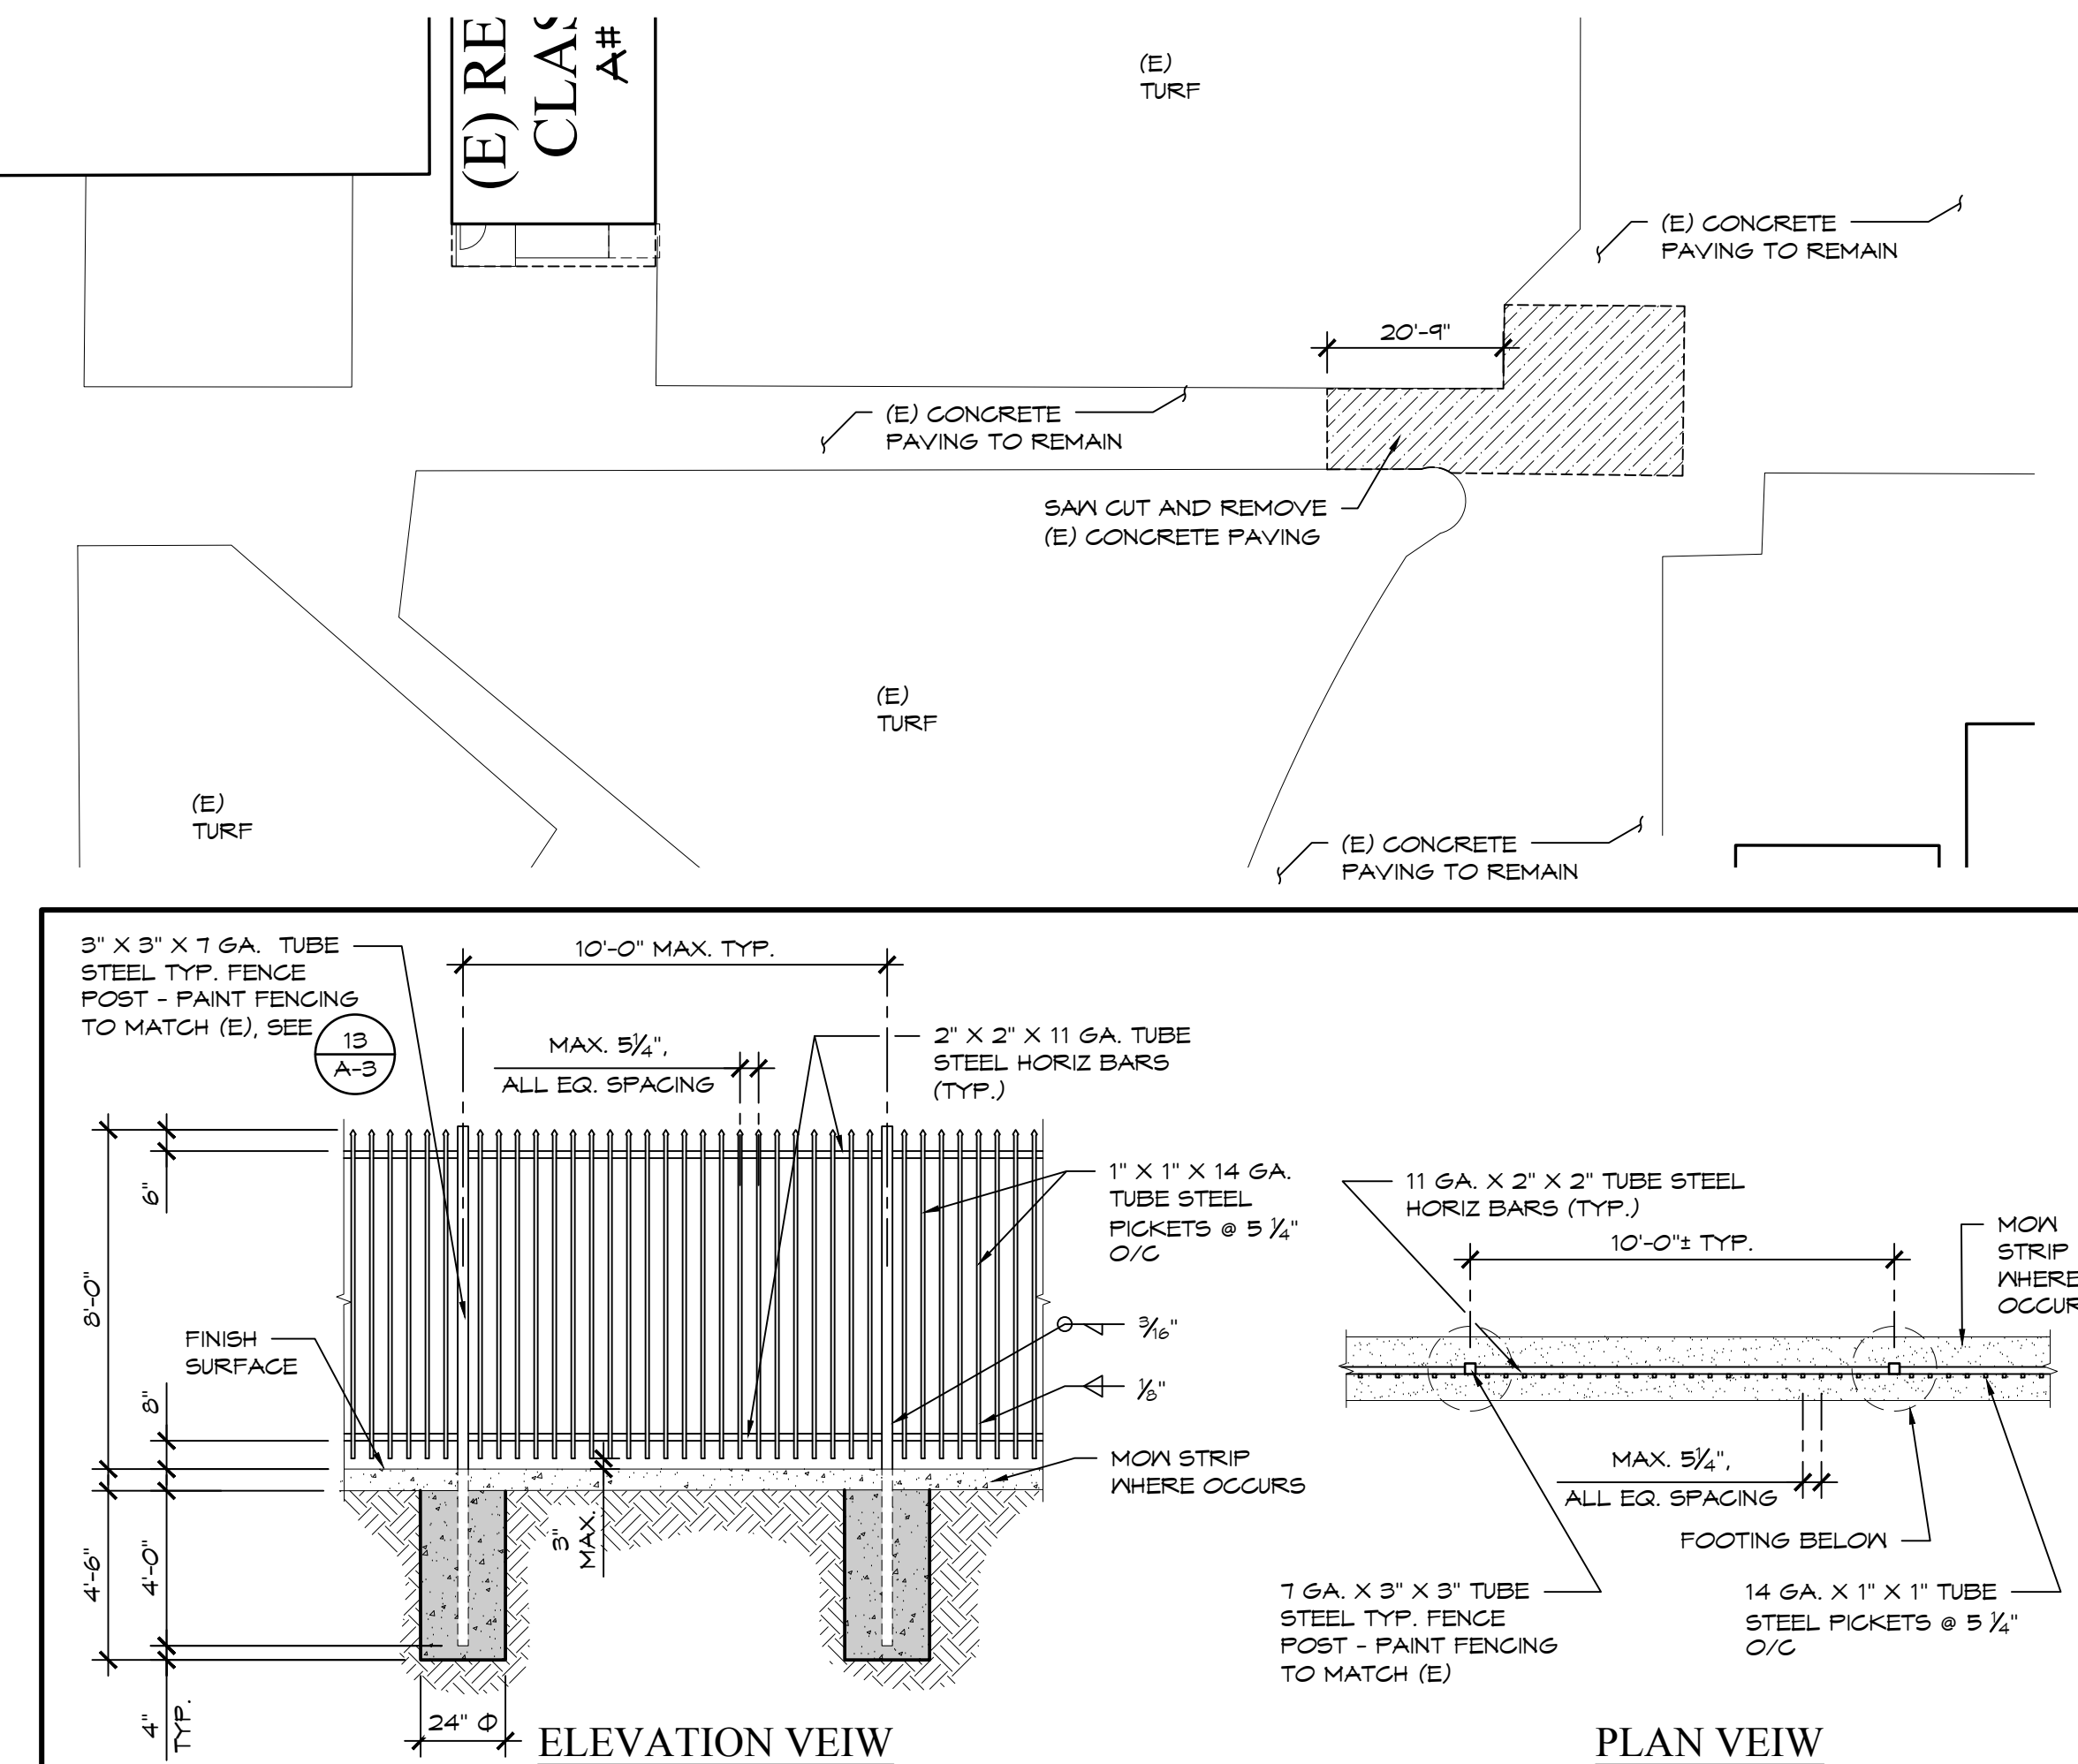 (E) RE
CLAS
A#
(E)
TURF
(E) CONCRETE
PAVING TO REMAIN
20'-9"
(E) CONCRETE
PAVING TO REMAIN
SAW CUT AND REMOVE
(E) CONCRETE PAVING
(E)
TURF
(E)
TURF
(E) CONCRETE
PAVING TO REMAIN
3" X 3" X 7 GA. TUBE
STEEL TYP. FENCE
POST - PAINT FENCING
TO MATCH (E), SEE
13
A-3
10'-0" MAX. TYP.
MAX. 5¼",
ALL EQ. SPACING
2" X 2" X 11 GA. TUBE
STEEL HORIZ BARS
(TYP.)
6"
8'-0"
8"
FINISH
SURFACE
1" X 1" X 14 GA.
TUBE STEEL
PICKETS @ 5 ¼"
O/C
3/16"
⅛"
MOW STRIP
WHERE OCCURS
3"
MAX.
4'-6"
4'-0"
4"
TYP.
24" Φ
ELEVATION VEIW
11 GA. X 2" X 2" TUBE STEEL
HORIZ BARS (TYP.)
10'-0"± TYP.
MOW
STRIP
WHERE
OCCUR
MAX. 5¼",
ALL EQ. SPACING
FOOTING BELOW
7 GA. X 3" X 3" TUBE
STEEL TYP. FENCE
POST - PAINT FENCING
TO MATCH (E)
14 GA. X 1" X 1" TUBE
STEEL PICKETS @ 5 ¼"
O/C
PLAN VEIW